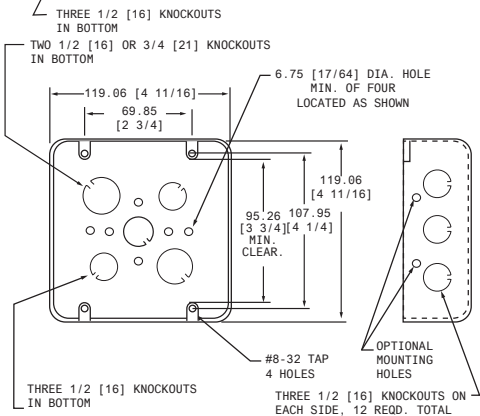 THREE 1/2 [16] KNOCKOUTS
IN BOTTOM
TWO 1/2 [16] OR 3/4 [21] KNOCKOUTS
IN BOTTOM
119.06 [4 11/16]
69.85
[2 3/4]
6.75 [17/64] DIA. HOLE
MIN. OF FOUR
LOCATED AS SHOWN
95.26
[3 3/4]
MIN.
CLEAR.
107.95
[4 1/4]
119.06
[4 11/16]
#8-32 TAP
4 HOLES
OPTIONAL
MOUNTING
HOLES
THREE 1/2 [16] KNOCKOUTS
IN BOTTOM
THREE 1/2 [16] KNOCKOUTS ON
EACH SIDE, 12 REQD. TOTAL